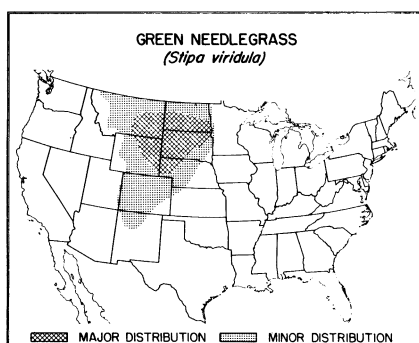 GREEN NEEDLEGRASS
(Stipa viridula)
MAJOR DISTRIBUTION MINOR DISTRIBUTION